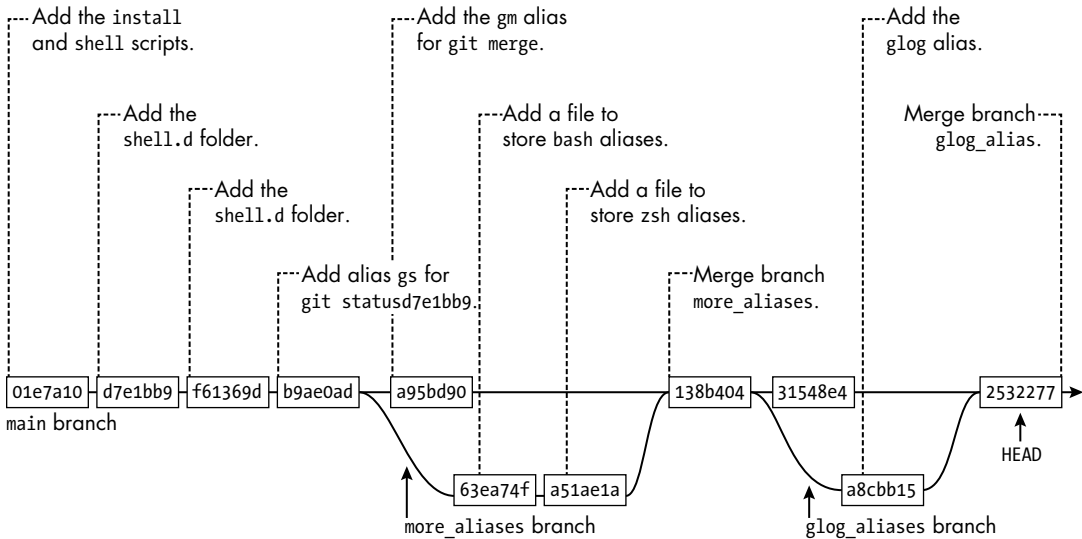 Add the install
and shell scripts.
Add the gm alias
for git merge.
Add the
glog alias.
Add the
shell.d folder.
Add a file to
store bash aliases.
Merge branch
glog_alias.
Add the
shell.d folder.
Add a file to
store zsh aliases.
Add alias gs for
git statusd7e1bb9.
Merge branch
more_aliases.
01e7a10 d7e1bb9 f61369d b9ae0ad a95bd90 138b404 31548e4 2532277
main branch
HEAD
63ea74f a51ae1a a8cbb15
more_aliases branch glog_aliases branch